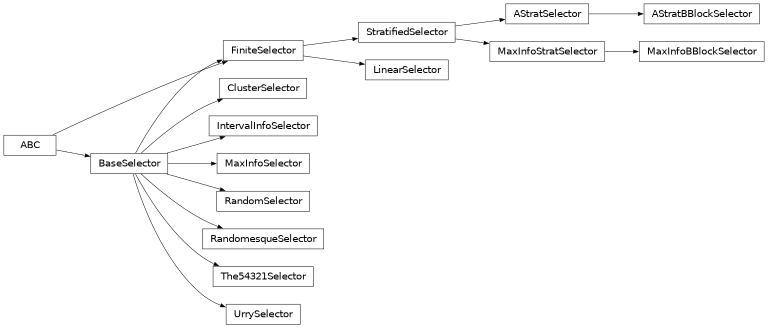 ABC
BaseSelector
FiniteSelector
ClusterSelector
IntervalInfoSelector
MaxInfoSelector
RandomSelector
RandomesqueSelector
The54321Selector
UrrySelector
StratifiedSelector
LinearSelector
AStratSelector
MaxInfoStratSelector
AStratBBlockSelector
MaxInfoBBlockSelector